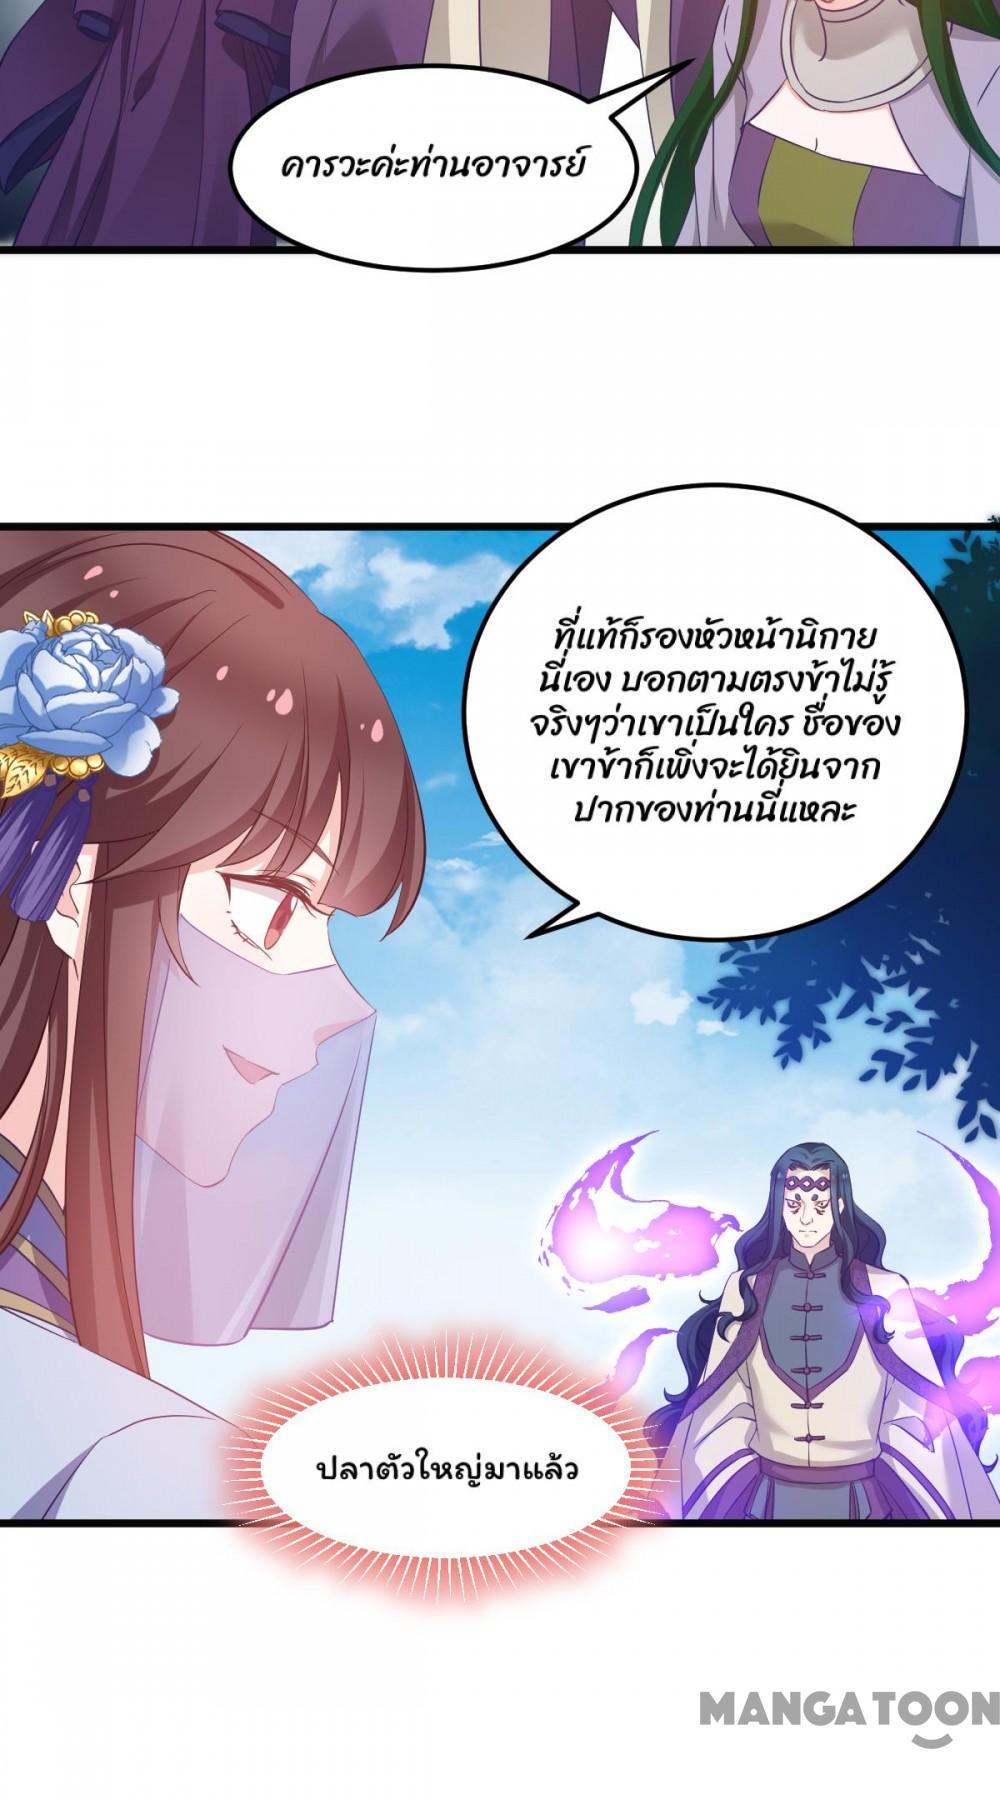 คารวะค่ะท่านอาจารย์
ที่แท้ก็รองหัวหน้านิกาย
นี่เอง บอกตามตรงข้าไม่รู้
จริงๆว่าเขาเป็นใคร ชื่อของ
เขาข้าก็เพิ่งจะได้ยินจาก
ปากของท่านนี่แหละ
ปลาตัวใหญ่มาแล้ว
MANGATOON